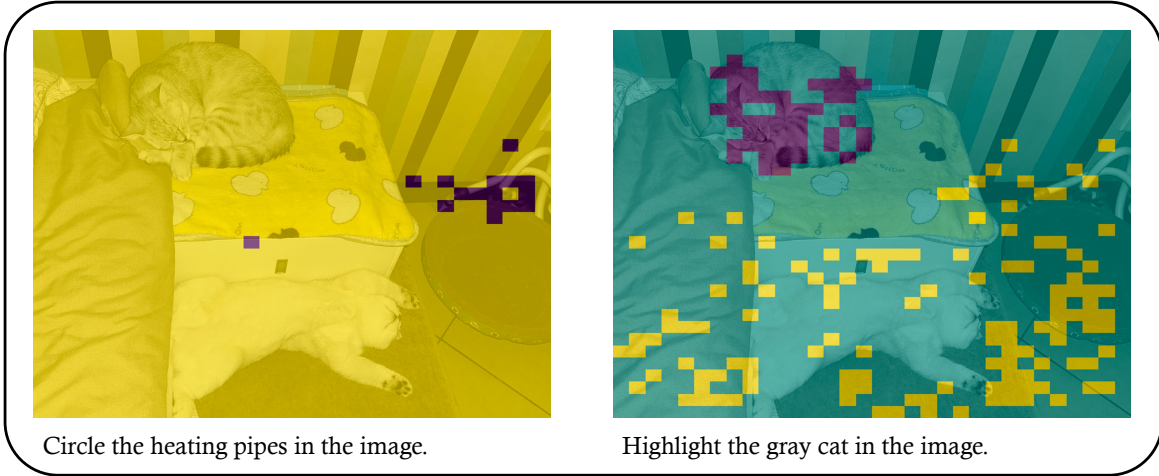 Circle the heating pipes in the image.
Highlight the gray cat in the image.